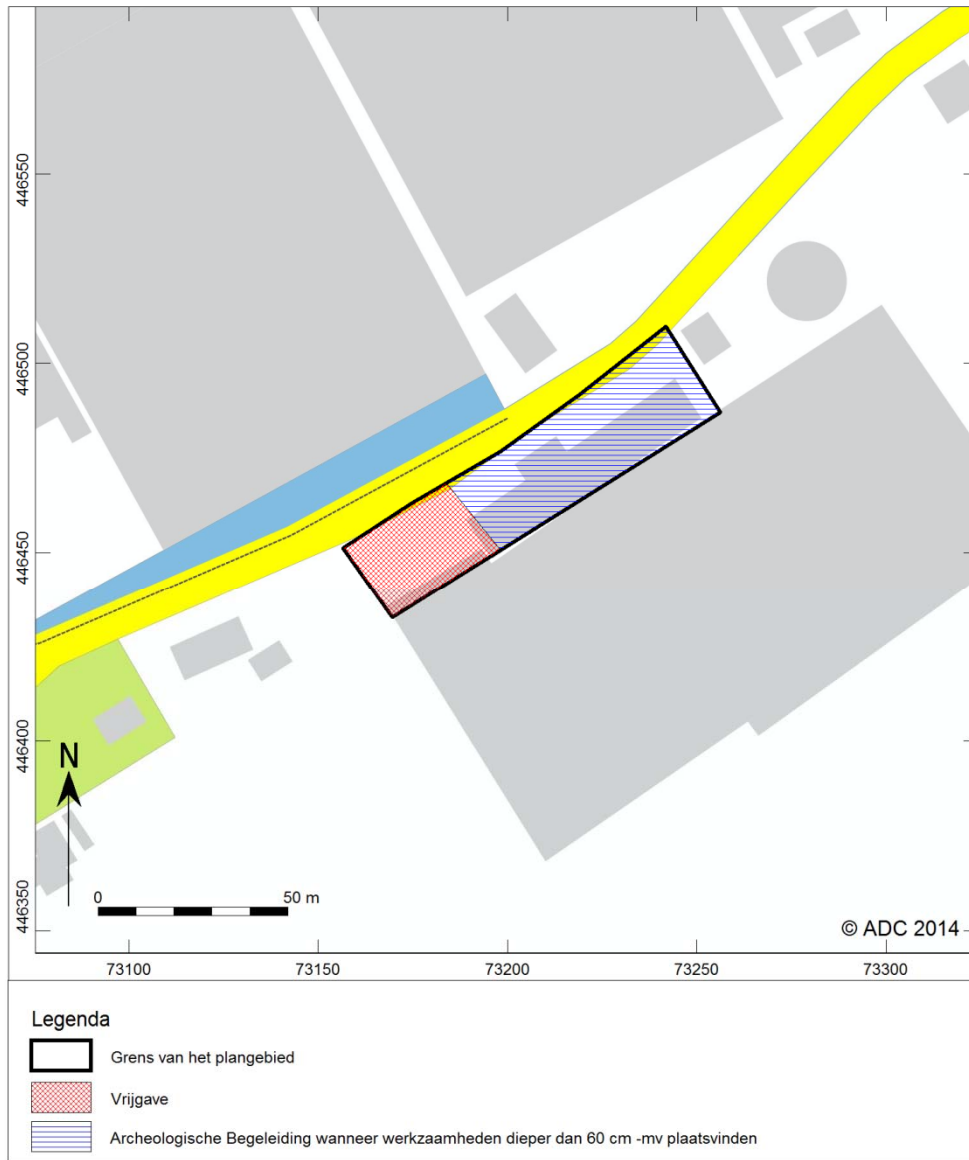 446550
446500
446450
446400
446350
N
0 50 m
© ADC 2014
73100 73150 73200 73250 73300
Legenda
Grens van het plangebied
Vrijgave
Archeologische Begeleiding wanneer werkzaamheden dieper dan 60 cm -mv plaatsvinden